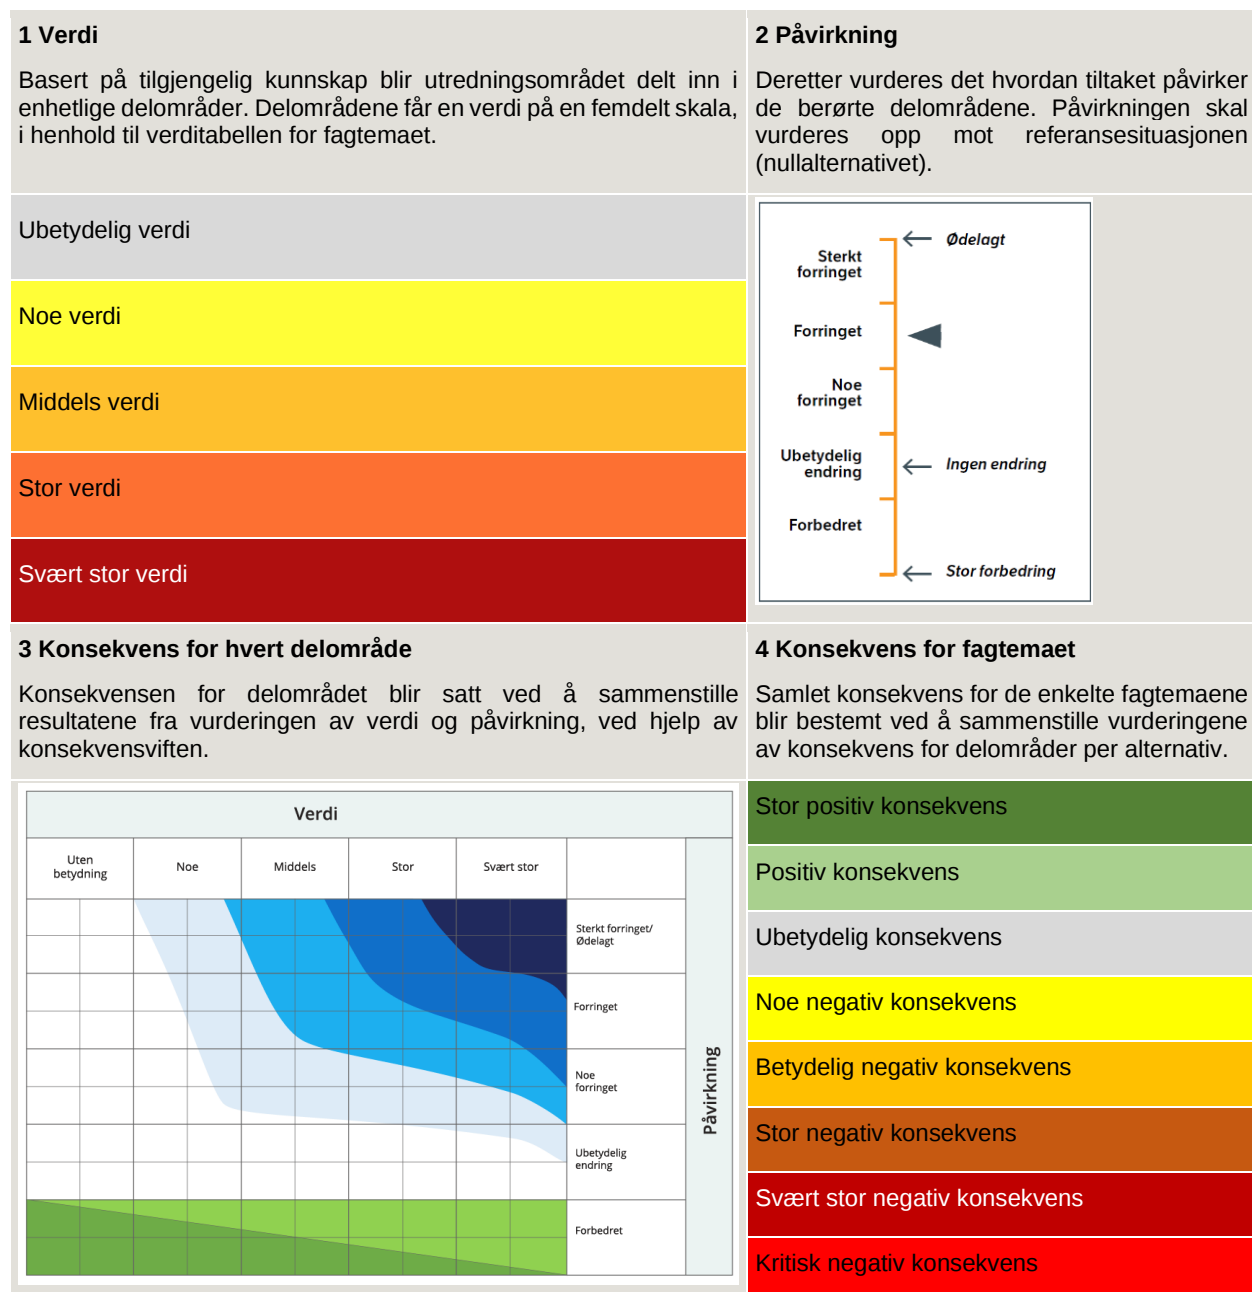 1 Verdi
Basert på tilgjengelig kunnskap blir utredningsområdet delt inn i
enhetlige delområder. Delområdene får en verdi på en femdelt skala,
i henhold til verditabellen for fagtemaet.
2 Påvirkning
Deretter vurderes det hvordan tiltaket påvirker
de berørte delområdene. Påvirkningen skal
vurderes opp mot referansesituasjonen
(nullalternativet).
Ubetydelig verdi
Noe verdi
Middels verdi
Stor verdi
Svært stor verdi
Sterkt
forringet
Forringet
Noe
forringet
Ubetydelig
endring
Forbedret
Ødelagt
Ingen endring
Stor forbedring
3 Konsekvens for hvert delområde
Konsekvensen for delområdet blir satt ved å sammenstille
resultatene fra vurderingen av verdi og påvirkning, ved hjelp av
konsekvensviften.
4 Konsekvens for fagtemaet
Samlet konsekvens for de enkelte fagtemaene
blir bestemt ved å sammenstille vurderingene
av konsekvens for delområder per alternativ.
Verdi
Uten
betydning
Noe
Middels
Stor
Svært stor
Sterkt forringet/
Ødelagt
Forringet
Noe
forringet
Ubetydelig
endring
Forbedret
Påvirkning
Stor positiv konsekvens
Positiv konsekvens
Ubetydelig konsekvens
Noe negativ konsekvens
Betydelig negativ konsekvens
Stor negativ konsekvens
Svært stor negativ konsekvens
Kritisk negativ konsekvens